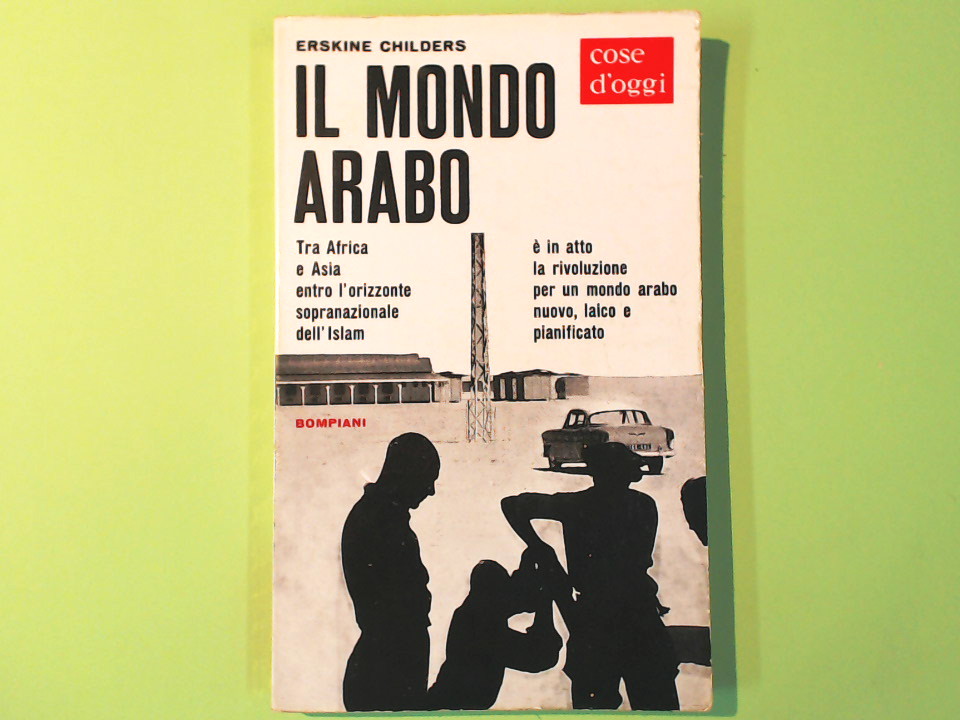 ERSKINE CHILDERS
cose
d'oggi
IL MONDO
ARABO
Tra Africa
e Asia
entro l'orizzonte
sopranazionale
dell'Islam
è in atto
la rivoluzione
per un mondo arabo
nuovo, laico e
pianificato
BOMPIANI